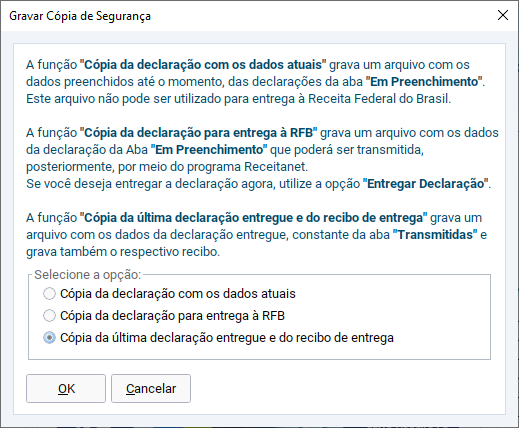 Gravar Cópia de Segurança
A função "Cópia da declaração com os dados atuais" grava um arquivo com os
dados preenchidos até o momento, das declarações da aba "Em Preenchimento".
Este arquivo não pode ser utilizado para entrega à Receita Federal do Brasil.
A função "Cópia da declaração para entrega à RFB" grava um arquivo com os dados
da declaração da Aba "Em Preenchimento" que poderá ser transmitida,
posteriormente, por meio do programa Receitanet.
Se você deseja entregar a declaração agora, utilize a opção "Entregar Declaração".
A função "Cópia da última declaração entregue e do recibo de entrega" grava um
arquivo com os dados da declaração entregue, constante da aba "Transmitidas" e
grava também o respectivo recibo.
Selecione a opção:
Cópia da declaração com os dados atuais
Cópia da declaração para entrega à RFB
Cópia da última declaração entregue e do recibo de entrega
OK Cancelar